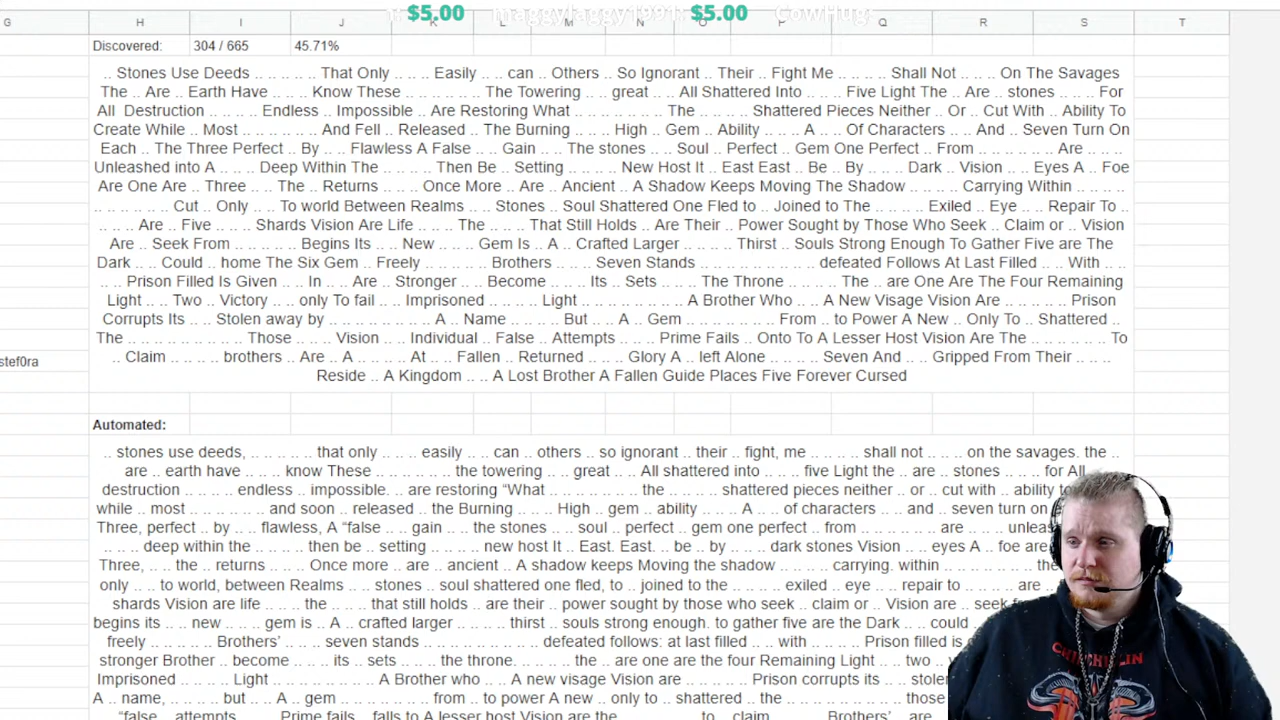 $5.00 maggyjaggy1991: $5.00 CowHugs
G H I J K L M N O P Q R S T
Discovered: 304 / 665 45.71%
.. Stones Use Deeds .. .. .. .. .. That Only .. .. .. Easily .. .. can .. Others .. So Ignorant .. Their .. Fight Me .. .. .. Shall Not .. .. .. On The Savages
The .. Are .. Earth Have .. .. Know These .. .. .. .. .. The Towering .. .. great .. All Shattered Into .. .. Five Light The .. Are .. stones .. .. .. For
All Destruction .. .. .. .. Endless .. Impossible .. Are Restoring What .. .. .. .. .. The .. .. .. Shattered Pieces Neither .. Or .. Cut With .. Ability To
Create While .. Most .. .. .. .. .. And Fell .. Released .. The Burning .. .. .. High .. Gem .. Ability .. .. A .. .. Of Characters .. .. And .. Seven Turn On
Each .. The Three Perfect .. By .. Flawless A False .. Gain .. .. The stones .. .. Soul .. Perfect .. Gem One Perfect .. From .. .. .. .. Are .. ..
Unleashed into A .. .. .. Deep Within The .. .. .. .. Then Be .. Setting .. .. .. .. New Host It .. East East .. Be .. By .. .. Dark .. Vision .. .. Eyes A .. Foe
Are One Are .. Three .. .. The .. Returns .. .. Once More .. Are .. Ancient .. A Shadow Keeps Moving The Shadow .. .. .. .. Carrying Within .. .. ..
.. .. .. .. .. Cut .. Only .. .. To world Between Realms .. .. Stones .. Soul Shattered One Fled to .. Joined to The .. .. .. .. Exiled .. Eye .. Repair To ..
.. .. Are .. Five .. .. Shards Vision Are Life .. .. The .. .. That Still Holds .. Are Their .. Power Sought by Those Who Seek .. Claim or .. Vision
Are .. Seek From .. .. .. .. Begins Its .. .. New .. .. .. Gem Is .. A .. Crafted Larger .. .. .. Thirst .. Souls Strong Enough To Gather Five are The
Dark .. .. Could .. home The Six Gem .. Freely .. .. .. .. Brothers .. .. Seven Stands .. .. .. .. .. .. .. defeated Follows At Last Filled .. .. With .. ..
.. .. Prison Filled Is Given .. .. In .. .. Are .. Stronger .. .. Become .. .. .. Its .. Sets .. .. .. The Throne .. .. .. .. The .. are One Are The Four Remaining
Light .. .. Two .. Victory .. .. only To fail .. .. Imprisoned .. .. Light .. .. .. .. .. .. .. A Brother Who .. .. A New Visage Vision Are .. .. .. .. Prison
Corrupts Its .. .. Stolen away by .. .. .. .. .. .. .. A .. Name .. .. .. But .. .. A .. Gem .. .. .. .. .. .. From .. .. to Power A New .. Only To .. Shattered ..
The .. .. .. .. .. .. .. Those .. .. Vision .. .. Individual .. False .. Attempts .. .. .. Prime Fails .. Onto To A Lesser Host Vision Are The .. .. .. .. .. To
.. Claim .. .. .. brothers .. Are .. A .. .. .. At .. .. Fallen .. Returned .. .. Glory A .. left Alone .. .. .. Seven And .. .. Gripped From Their .. .. ..
Reside .. A Kingdom .. .. A Lost Brother A Fallen Guide Places Five Forever Cursed
stef0ra
Automated:
.. stones use deeds, .. .. .. .. .. that only .. .. .. easily .. .. can .. others .. so ignorant .. their .. fight, me .. .. .. shall not .. .. .. on the savages. the ..
are .. earth have .. .. know These .. .. .. .. .. the towering .. .. great .. All shattered into .. .. five Light the .. are .. stones .. .. .. for All
destruction .. .. .. .. endless .. impossible. .. are restoring “What .. .. .. .. .. the .. .. .. shattered pieces neither .. or .. cut with .. ability to
while .. most .. .. .. .. .. and soon .. released .. the Burning .. .. .. High .. gem .. ability .. .. A .. .. of characters .. .. and .. seven turn on
Three, perfect .. by .. flawless, A “false .. gain .. .. the stones .. .. soul .. perfect .. gem one perfect .. from .. .. .. .. are .. ..
.. .. .. deep within the .. .. .. .. then be .. setting .. .. .. .. new host It .. East. East. .. be .. by .. .. dark stones Vision .. .. eyes A .. foe are
Three, .. .. the .. returns .. .. Once more .. are .. ancient .. A shadow keeps Moving the shadow .. .. .. .. carrying. within .. .. .. ..
only .. .. to world, between Realms .. .. stones .. soul shattered one fled, to .. joined to the .. .. .. .. exiled .. eye .. repair to .. .. .. are
shards Vision are life .. .. the .. .. that still holds .. are their .. power sought by those who seek .. claim or .. Vision are .. seek
begins its .. .. new .. .. .. gem is .. A .. crafted larger .. .. .. thirst .. souls strong enough. to gather five are the Dark .. .. could ..
freely .. .. .. .. Brothers’ .. .. seven stands .. .. .. .. .. .. .. defeated follows: at last filled .. .. with .. .. .. .. Prison filled is
stronger Brother .. become .. .. .. its .. sets .. .. .. the throne. .. .. .. .. the .. are one are the four Remaining Light .. .. two ..
Imprisoned .. .. Light .. .. .. .. .. .. .. A Brother who .. .. A new visage Vision are .. .. .. .. Prison corrupts its .. ..
A .. name, .. .. .. but .. .. A .. gem .. .. .. .. .. .. from .. .. to power A new .. only to .. shattered .. the .. .. .. .. .. .. .. those
“false .. attempts .. .. .. Prime fails .. falls to A lesser host Vision are the .. .. .. .. .. to .. claim .. .. .. Brothers’ .. are